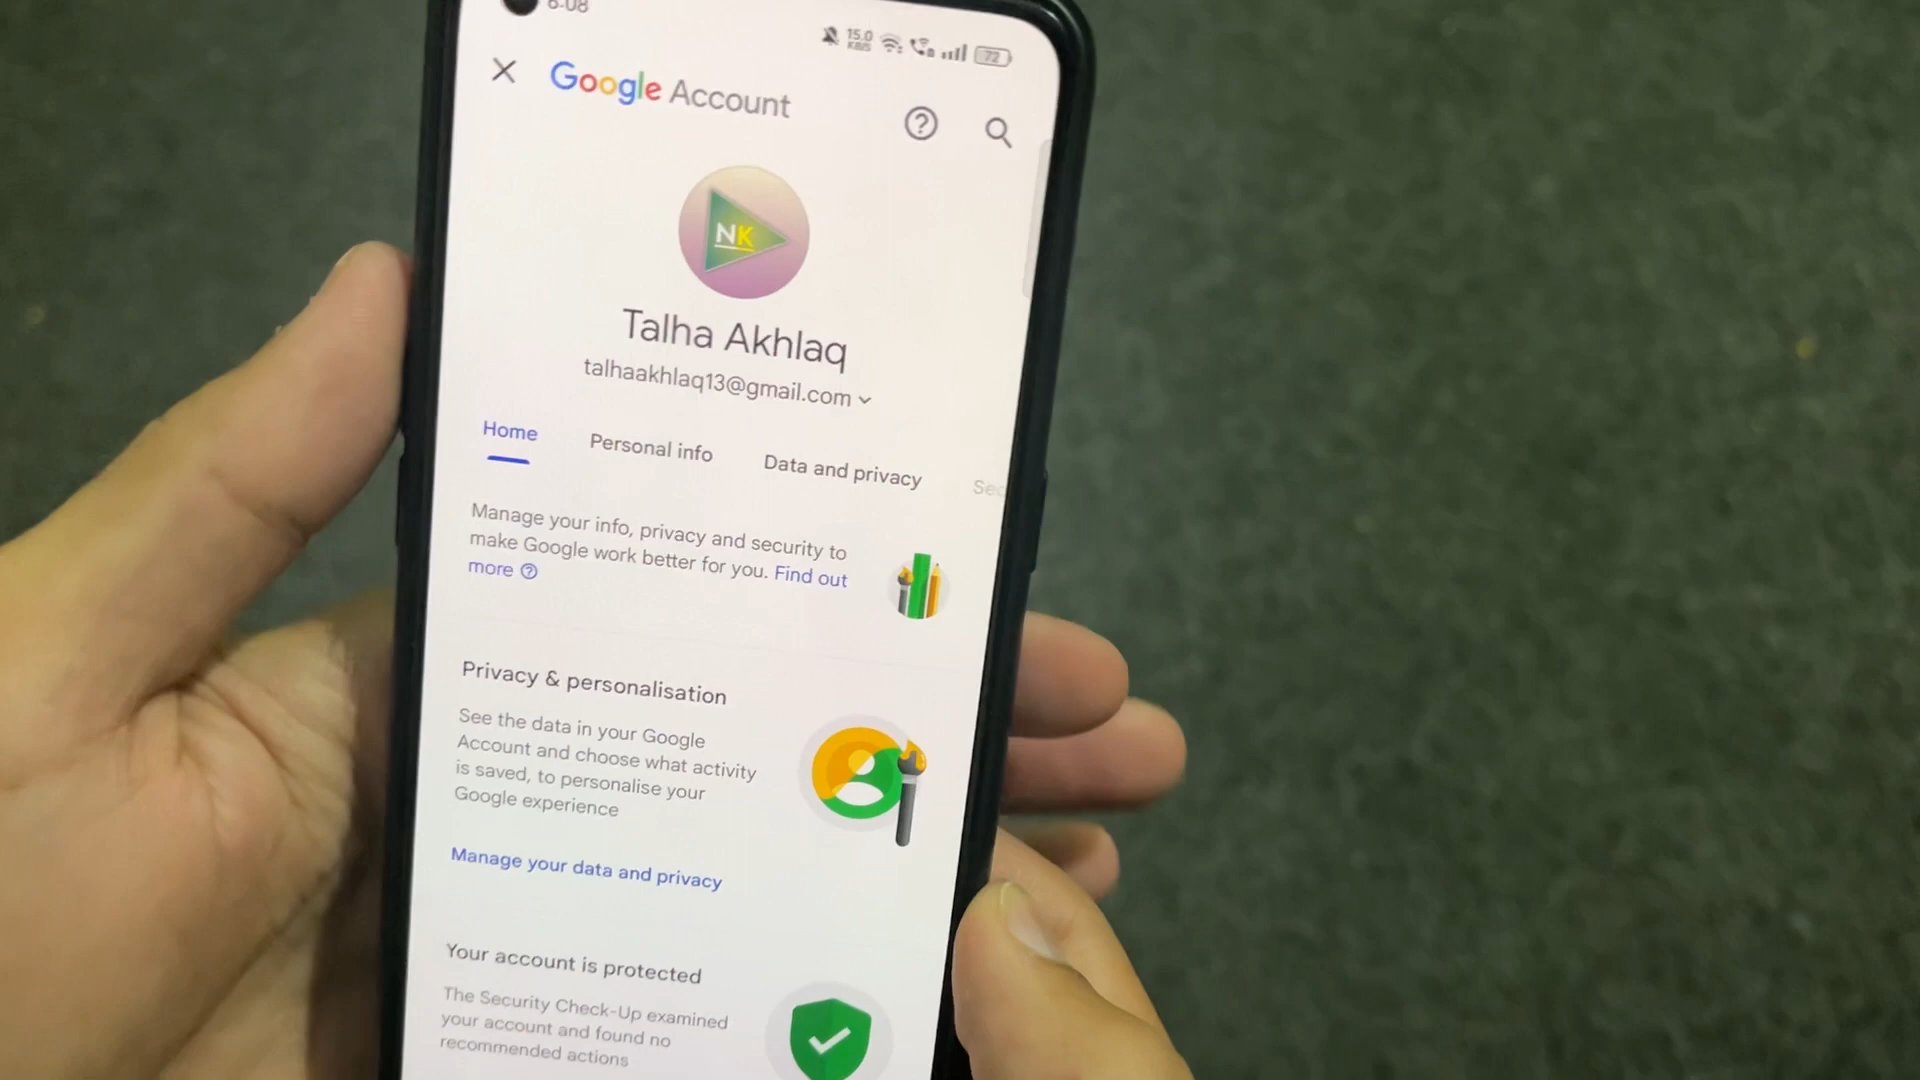 6:08
15.0
KB/S
72
Google Account
NK
Talha Akhlaq
talhaakhlaq13@gmail.com
Home Personal info Data and privacy Sec
Manage your info, privacy and security to
make Google work better for you. Find out
more
Privacy & personalisation
See the data in your Google
Account and choose what activity
is saved, to personalise your
Google experience
Manage your data and privacy
Your account is protected
The Security Check-Up examined
your account and found no
recommended actions